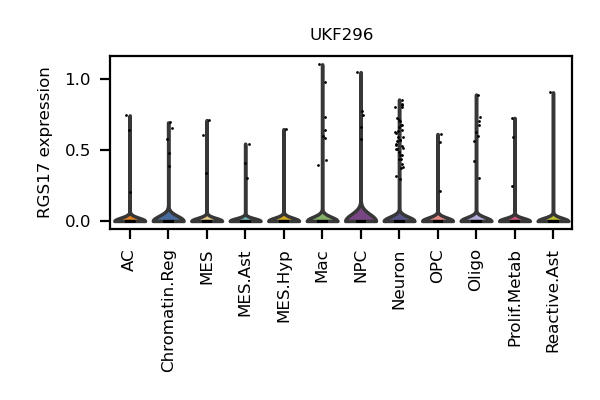 UKF296
RGS17 expression
1.0
0.5
0.0
AC
Chromatin.Reg
MES
MES.Ast
MES.Hyp
Mac
NPC
Neuron
OPC
Oligo
Prolif.Metab
Reactive.Ast